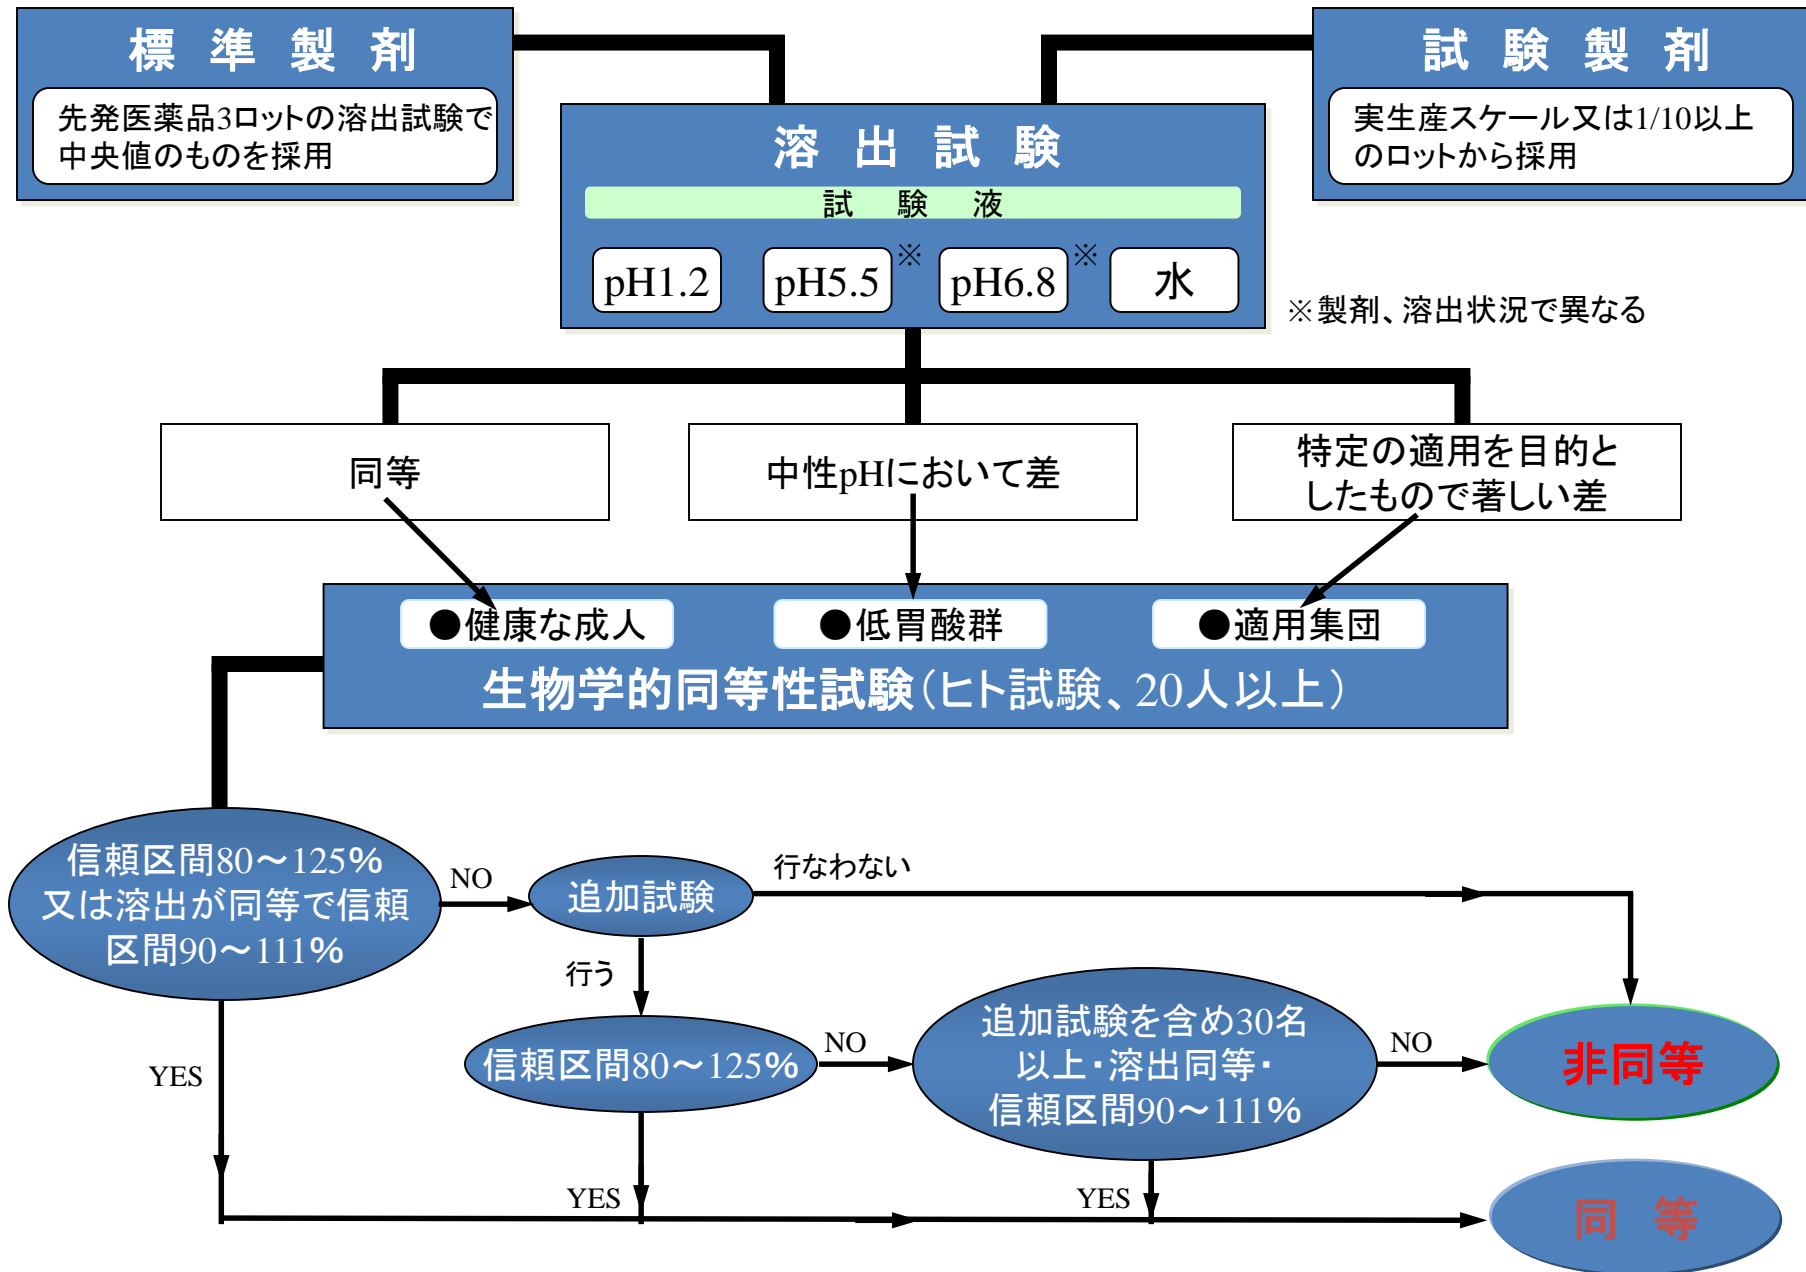 標準製剤
先発医薬品3ロットの溶出試験で
中央値のものを採用
試験製剤
実生産スケール又は1/10以上
のロットから採用
溶出試験
試験液
pH1.2
pH5.5
※
pH6.8
※
水
※製剤、溶出状況で異なる
同等
中性pHにおいて差
特定の適用を目的と
したもので著しい差
●健康な成人
●低胃酸群
●適用集団
生物学的同等性試験（ヒト試験、20人以上）
信頼区間80～125%
又は溶出が同等で信頼
区間90～111%
NO
追加試験
行なわない
行う
YES
信頼区間80～125%
NO
追加試験を含め30名
以上・溶出同等・
信頼区間90～111%
NO
非同等
YES
YES
同等